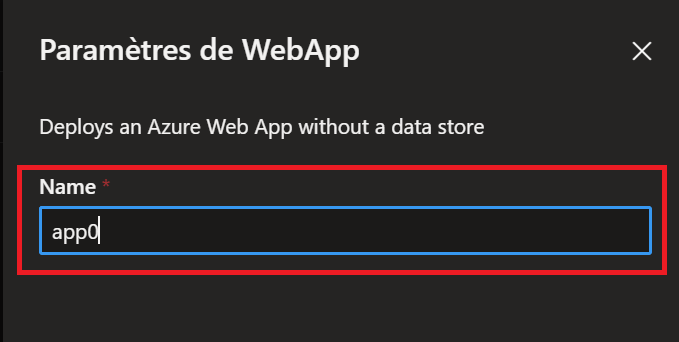 Paramètres de WebApp
Deploys an Azure Web App without a data store
Name *
app0